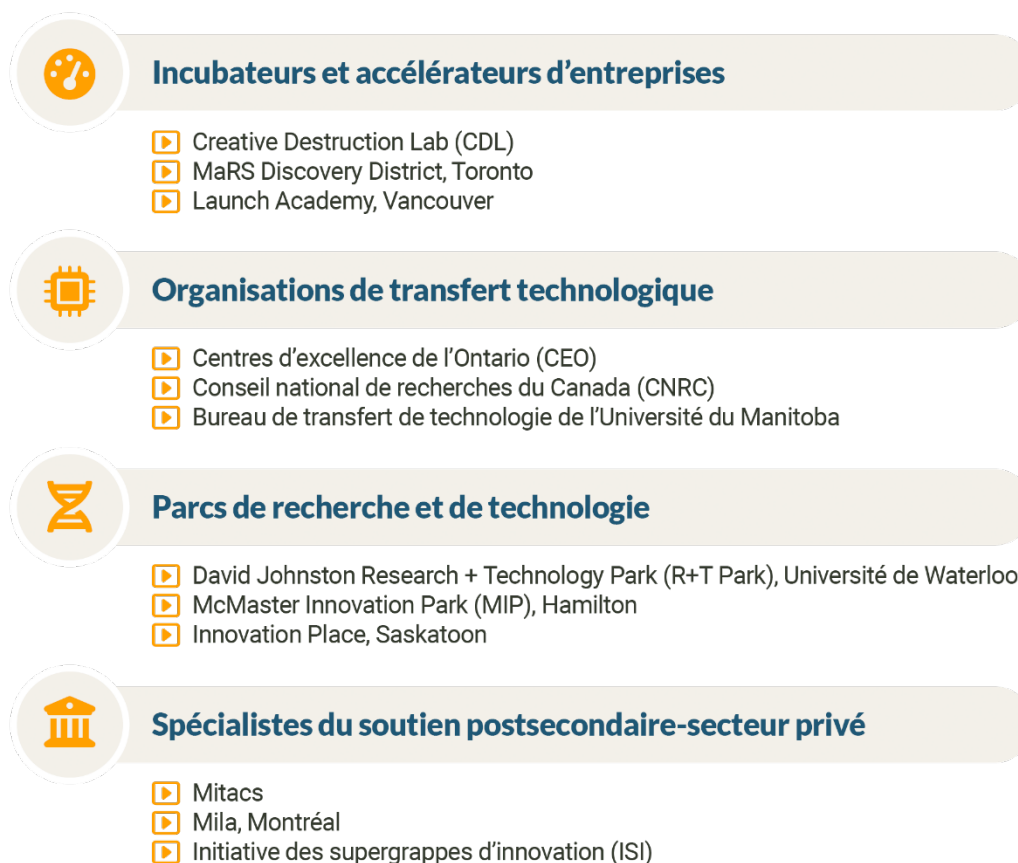 Incubateurs et accélérateurs d’entreprises
Creative Destruction Lab (CDL)
MaRS Discovery District, Toronto
Launch Academy, Vancouver
Organisations de transfert technologique
Centres d’excellence de l’Ontario (CEO)
Conseil national de recherches du Canada (CNRC)
Bureau de transfert de technologie de l’Université du Manitoba
Parcs de recherche et de technologie
David Johnston Research + Technology Park (R+T Park), Université de Waterloo
McMaster Innovation Park (MIP), Hamilton
Innovation Place, Saskatoon
Spécialistes du soutien postsecondaire-secteur privé
Mitacs
Mila, Montréal
Initiative des supergrappes d’innovation (ISI)